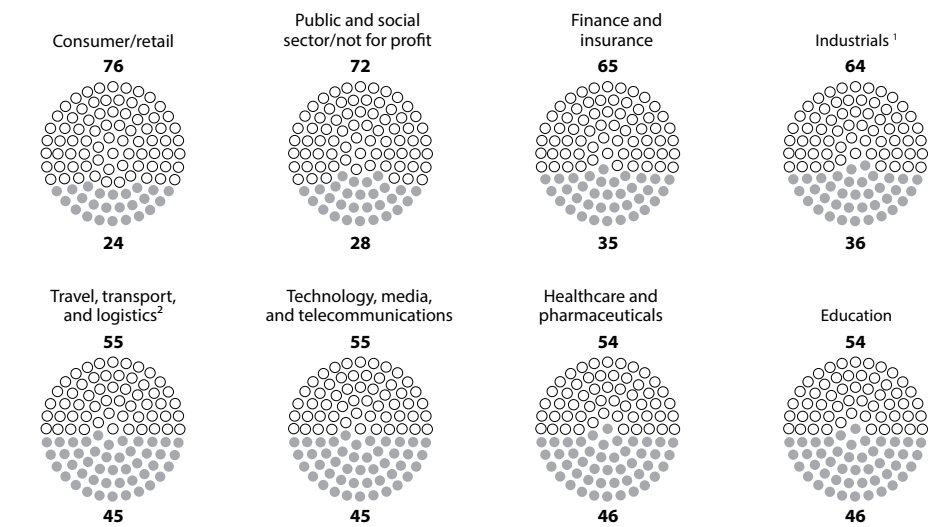 Consumer/retail
76
24
Public and social
sector/not for profit
72
28
Finance and
insurance
65
35
Industrials ¹
64
36
Travel, transport,
and logistics²
55
45
Technology, media,
and telecommunications
55
45
Healthcare and
pharmaceuticals
54
46
Education
54
46